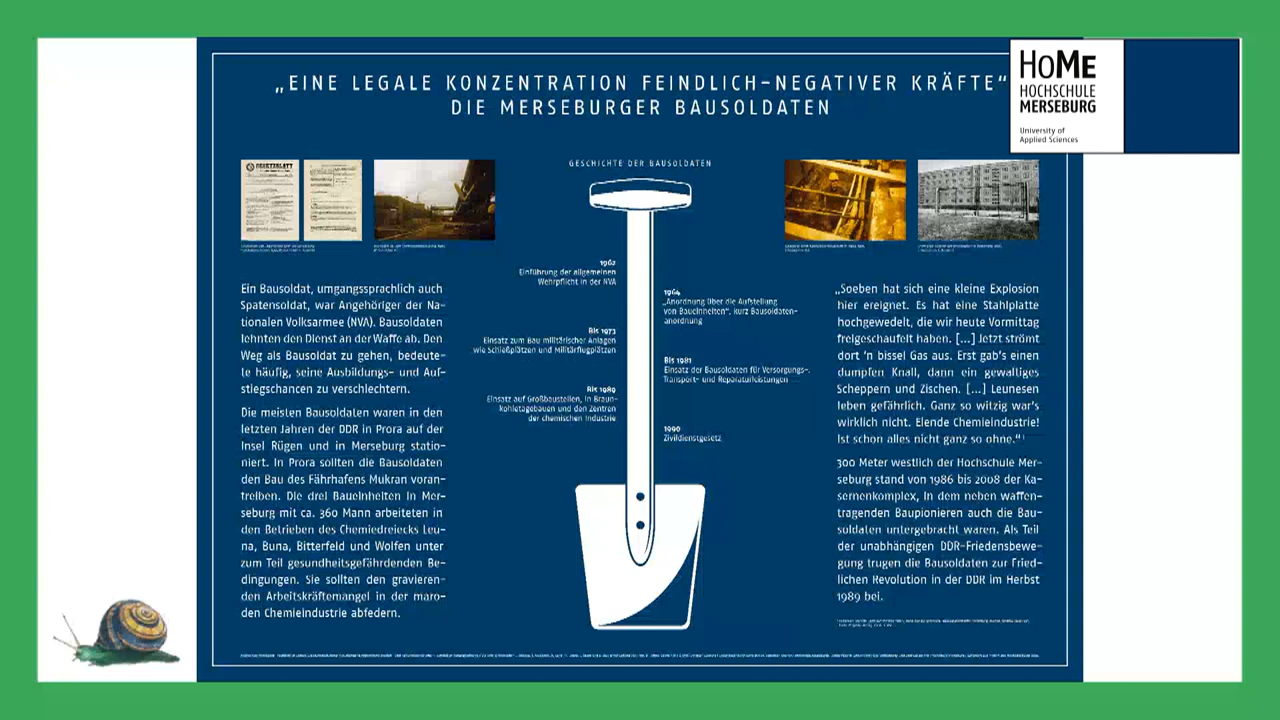 „EINE LEGALE KONZENTRATION FEINDLICH-NEGATIVER KRÄFTE“
DIE MERSEBURGER BAUSOLDATEN
HoMe
HOCHSCHULE
MERSEBURG
University of
Applied Sciences
GESETZBLATT
GESCHICHTE DER BAUSOLDATEN
Ein Bausoldat, umgangssprachlich auch
Spatensoldat, war Angehöriger der Na-
tionalen Volksarmee (NVA). Bausoldaten
lehnten den Dienst an der Waffe ab. Den
Weg als Bausoldat zu gehen, bedeute-
te häufig, seine Ausbildungs- und Auf-
stiegschancen zu verschlechtern.
Die meisten Bausoldaten waren in den
letzten Jahren der DDR in Prora auf der
Insel Rügen und in Merseburg statio-
niert. In Prora sollten die Bausoldaten
den Bau des Fährhafens Mukran voran-
treiben. Die drei Baueinheiten in Mer-
seburg mit ca. 360 Mann arbeiteten in
den Betrieben des Chemiedreiecks Leu-
na, Buna, Bitterfeld und Wolfen unter
zum Teil gesundheitsgefährdenden Be-
dingungen. Sie sollten den gravieren-
den Arbeitskräftemangel in der maro-
den Chemieindustrie abfedern.
1962
Einführung der allgemeinen
Wehrpflicht in der NVA
1964
„Anordnung über die Aufstellung
von Baueinheiten“, kurz Bausoldaten-
anordnung
Bis 1973
Einsatz zum Bau militärischer Anlagen
wie Schießplätzen und Militärflugplätzen
Bis 1981
Einsatz der Bausoldaten für Versorgungs-,
Transport- und Reparaturleistungen
Bis 1989
Einsatz auf Großbaustellen, in Braun-
kohletagebauen und den Zentren
der chemischen Industrie
1990
Zivildienstgesetz
„Soeben hat sich eine kleine Explosion
hier ereignet. Es hat eine Stahlplatte
hochgewedelt, die wir heute Vormittag
freigeschaufelt haben. [...] Jetzt strömt
dort 'n bissel Gas aus. Erst gab's einen
dumpfen Knall, dann ein gewaltiges
Scheppern und Zischen. [...] Leunesen
leben gefährlich. Ganz so witzig war's
wirklich nicht. Elende Chemieindustrie!
Ist schon alles nicht ganz so ohne.“¹
300 Meter westlich der Hochschule Mer-
seburg stand von 1986 bis 2008 der Ka-
sernenkomplex, in dem neben waffen-
tragenden Baupionieren auch die Bau-
soldaten untergebracht waren. Als Teil
der unabhängigen DDR-Friedensbewe-
gung trugen die Bausoldaten zur Fried-
lichen Revolution in der DDR im Herbst
1989 bei.